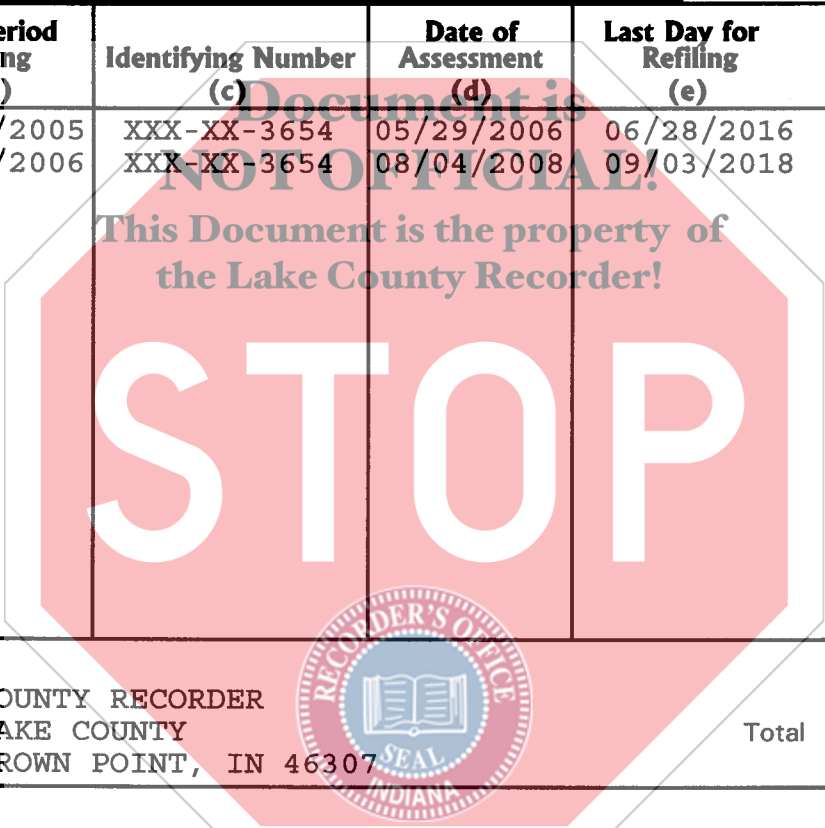 eriod
ng
)
Identifying Number
(c)
Date of
Assessment
(d)
Last Day for
Refiling
(e)
/2005 XXX-XX-3654 05/29/2006 06/28/2016
/2006 XXX-XX-3654 08/04/2008 09/03/2018
Document is
NOT OFFICIAL!
This Document is the property of
the Lake County Recorder!
STOP
RECORDER'S OFFICE
SEAL
INDIANA
OUNTY RECORDER
AKE COUNTY
Total
ROWN POINT, IN 46307